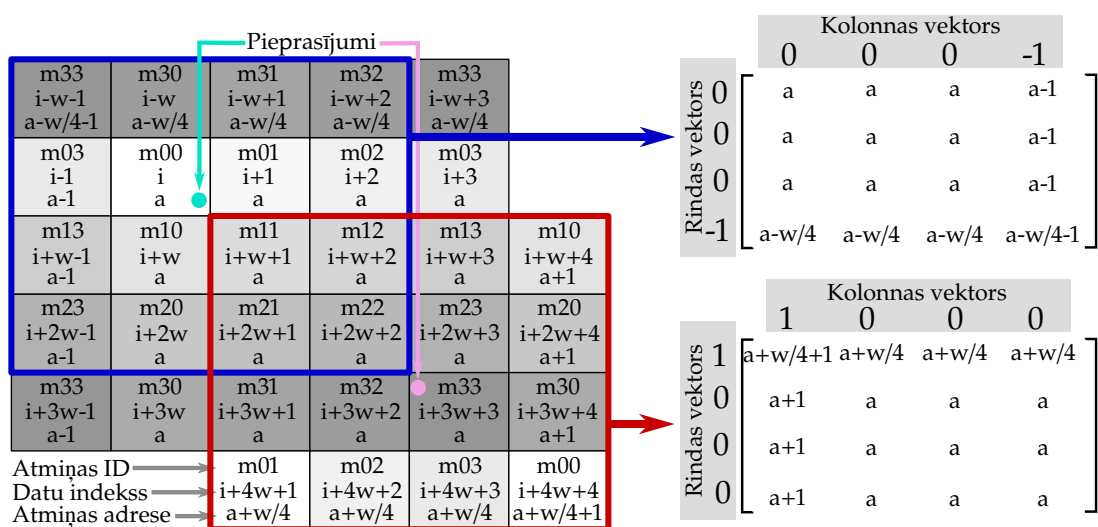 Pieprasījumi
m33 m30 m31 m32 m33
i-w-1 i-w i-w+1 i-w+2 i-w+3
a-w/4-1 a-w/4 a-w/4 a-w/4 a-w/4
m03 m00 m01 m02 m03
i-1 i i+1 i+2 i+3
a-1 a a a a
m13 m10 m11 m12 m13 m10
i+w-1 i+w i+w+1 i+w+2 i+w+3 i+w+4
a-1 a a a a a+1
m23 m20 m21 m22 m23 m20
i+2w-1 i+2w i+2w+1 i+2w+2 i+2w+3 i+2w+4
a-1 a a a a a+1
m33 m30 m31 m32 m33 m30
i+3w-1 i+3w i+3w+1 i+3w+2 i+3w+3 i+3w+4
a-1 a a a a a+1
Atmiņas ID m01 m02 m03 m00
Datu indekss i+4w+1 i+4w+2 i+4w+3 i+4w+4
Atmiņas adrese a+w/4 a+w/4 a+w/4 a+w/4+1
Kolonnas vektors
0 0 0 -1
Rindas vektors
0 a a a a-1
0 a a a a-1
0 a a a a-1
-1 a-w/4 a-w/4 a-w/4 a-w/4-1
Kolonnas vektors
1 0 0 0
Rindas vektors
1 a+w/4+1 a+w/4 a+w/4 a+w/4
0 a+1 a a a
0 a+1 a a a
0 a+1 a a a